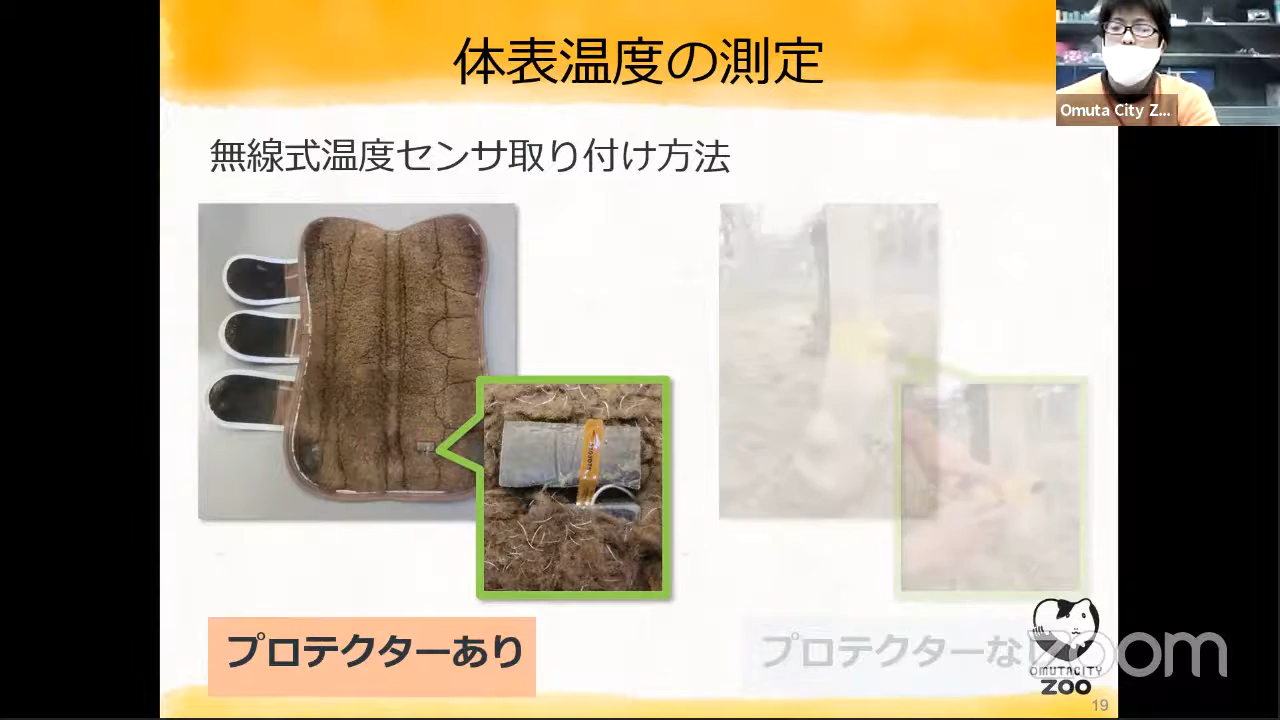 体表温度の測定
Omuta City Z...
無線式温度センサ取り付け方法
プロテクターあり
プロテクターな
zoom
OMUTACITY
ZOO
19